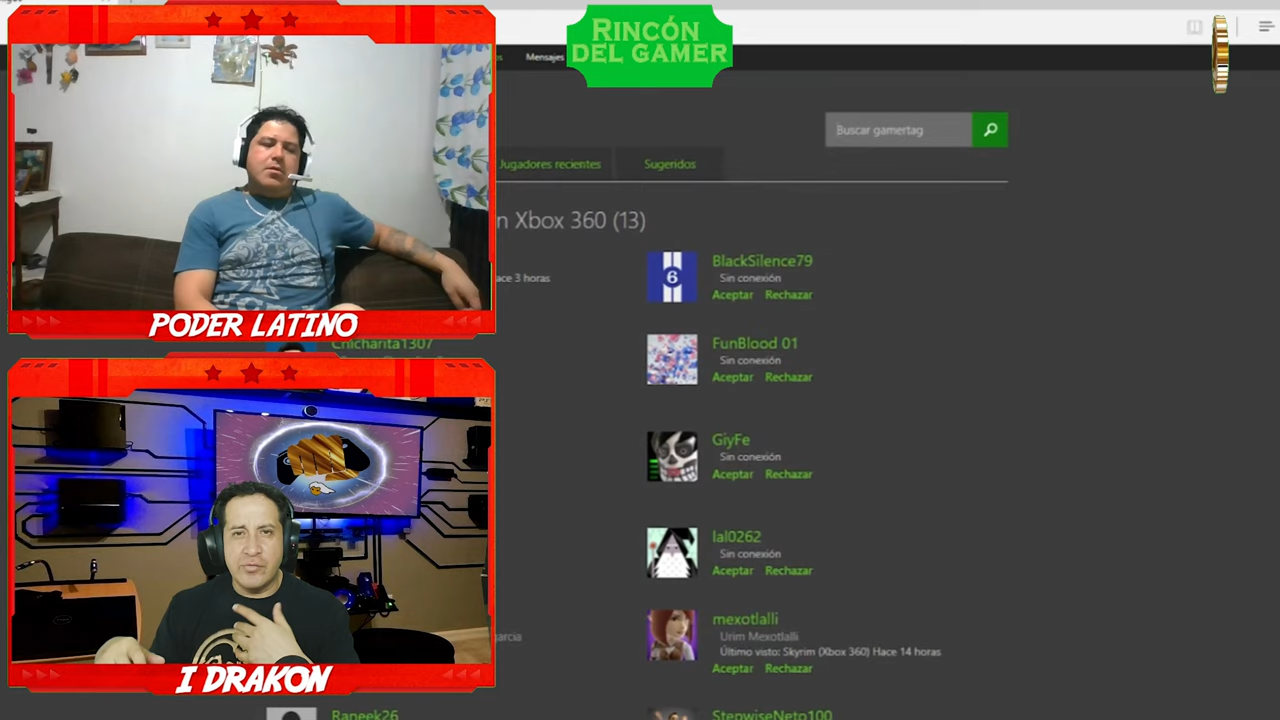 RINCÓN
DEL GAMER
Mensajes
Buscar gamertag
Jugadores recientes
Sugeridos
n Xbox 360 (13)
ace 3 horas
BlackSilence79
Sin conexión
Aceptar Rechazar
PODER LATINO
Chicharita1307
FunBlood 01
Sin conexión
Aceptar Rechazar
GiyFe
Sin conexión
Aceptar Rechazar
lal0262
Sin conexión
Aceptar Rechazar
garcia
mexotlalli
Urim Mexotlalli
Último visto: Skyrim (Xbox 360) Hace 14 horas
Aceptar Rechazar
I DRAKON
Raneek26
StepwiseNeto100